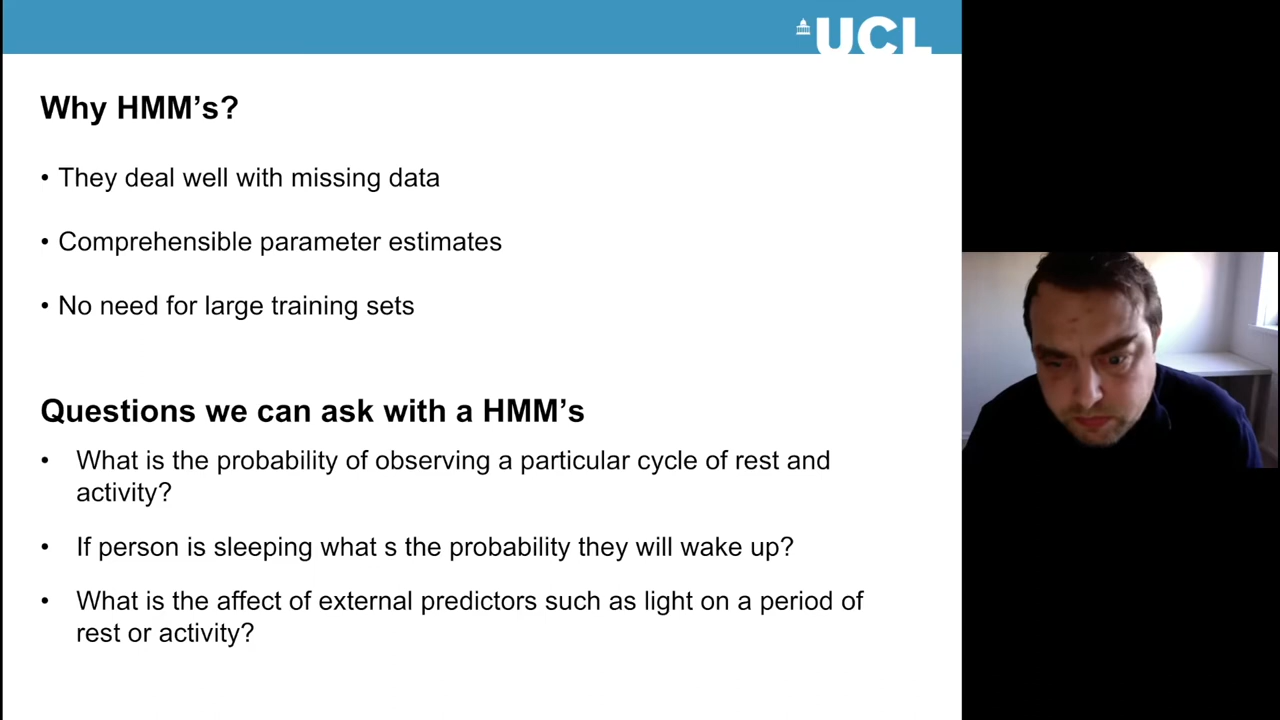 UCL
Why HMM's?
• They deal well with missing data
• Comprehensible parameter estimates
• No need for large training sets
Questions we can ask with a HMM's
• What is the probability of observing a particular cycle of rest and
activity?
• If person is sleeping what s the probability they will wake up?
• What is the affect of external predictors such as light on a period of
rest or activity?